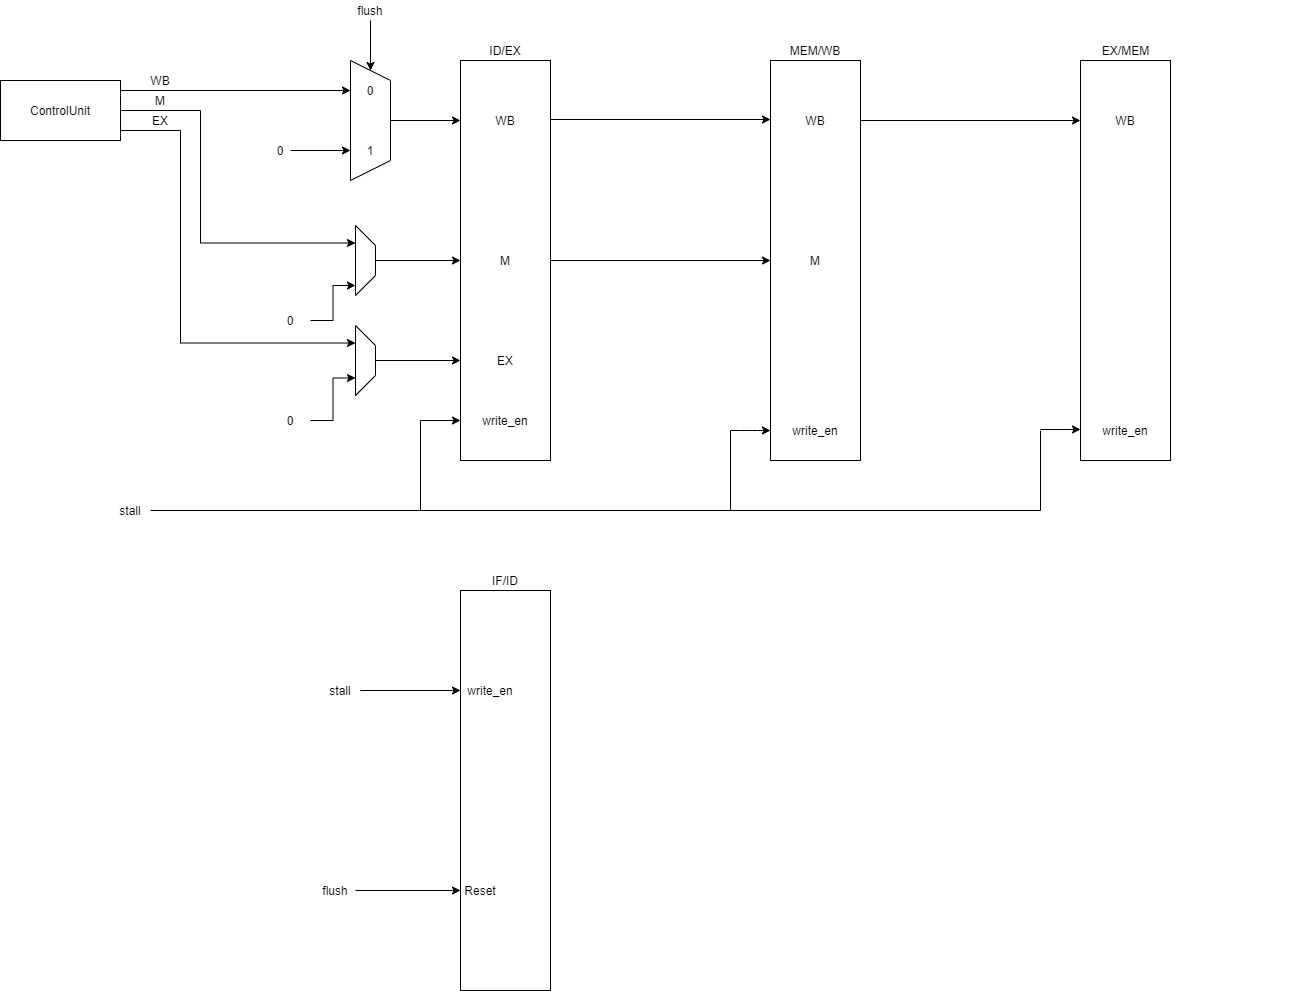 flush
ID/EX
MEM/WB
EX/MEM
WB
M
EX
ControlUnit
0
0
1
WB
WB
WB
M
M
0
EX
0
write_en
write_en
write_en
stall
IF/ID
stall
write_en
flush
Reset